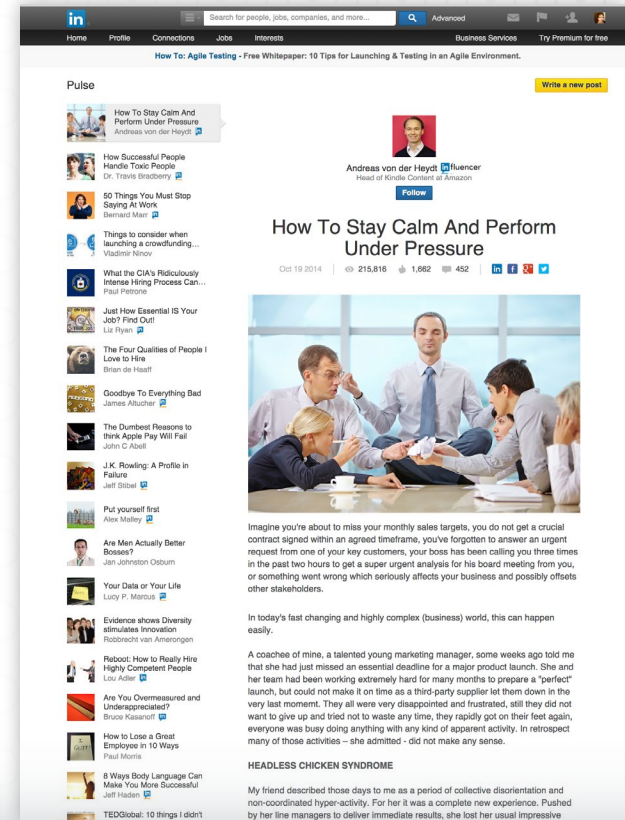 in
Search for people, jobs, companies, and more...
Advanced
Home Profile Connections Jobs Interests Business Services Try Premium for free
How To: Agile Testing - Free Whitepaper: 10 Tips for Launching & Testing in an Agile Environment.
Pulse
Write a new post
How To Stay Calm And
Perform Under Pressure
Andreas von der Heydt
How Successful People
Handle Toxic People
Dr. Travis Bradberry
50 Things You Must Stop
Saying At Work
Bernard Marr
Things to consider when
launching a crowdfunding...
Vladimir Ninov
What the CIA's Ridiculously
Intense Hiring Process Can...
Paul Petrone
Just How Essential IS Your
Job? Find Out!
Liz Ryan
The Four Qualities of People I
Love to Hire
Brian de Haaff
Goodbye To Everything Bad
James Altucher
The Dumbest Reasons to
think Apple Pay Will Fail
John C Abell
J.K. Rowling: A Profile in
Failure
Jeff Stibel
Put yourself first
Alex Malley
Are Men Actually Better
Bosses?
Jan Johnston Osburn
Your Data or Your Life
Lucy P. Marcus
Evidence shows Diversity
stimulates Innovation
Robbrecht van Amerongen
Reboot: How to Really Hire
Highly Competent People
Lou Adler
Are You Overmeasured and
Underappreciated?
Bruce Kasanoff
How to Lose a Great
Employee in 10 Ways
Paul Morris
8 Ways Body Language Can
Make You More Successful
Jeff Haden
TEDGlobal: 10 things I didn't
Andreas von der Heydt influencer
Head of Kindle Content at Amazon
Follow
How To Stay Calm And Perform
Under Pressure
Oct 19 2014 215,816 1,662 452
Imagine you're about to miss your monthly sales targets, you do not get a crucial
contract signed within an agreed timeframe, you've forgotten to answer an urgent
request from one of your key customers, your boss has been calling you three times
in the past two hours to get a super urgent analysis for his board meeting from you,
or something went wrong which seriously affects your business and possibly offsets
other stakeholders.
In today's fast changing and highly complex (business) world, this can happen
easily.
A coachee of mine, a talented young marketing manager, some weeks ago told me
that she had just missed an essential deadline for a major product launch. She and
her team had been working extremely hard for many months to prepare a "perfect"
launch, but could not make it on time as a third-party supplier let them down in the
very last momemt. They all were very disappointed and frustrated, still they did not
want to give up and tried not to waste any time, they rapidly got on their feet again,
everyone was busy doing anything with any kind of apparent activity. In retrospect
many of those activities – she admitted - did not make any sense.
HEADLESS CHICKEN SYNDROME
My friend described those days to me as a period of collective disorientation and
non-coordinated hyper-activity. For her it was a complete new experience. Pushed
by her line managers to deliver immediate results, she lost her usual impressive